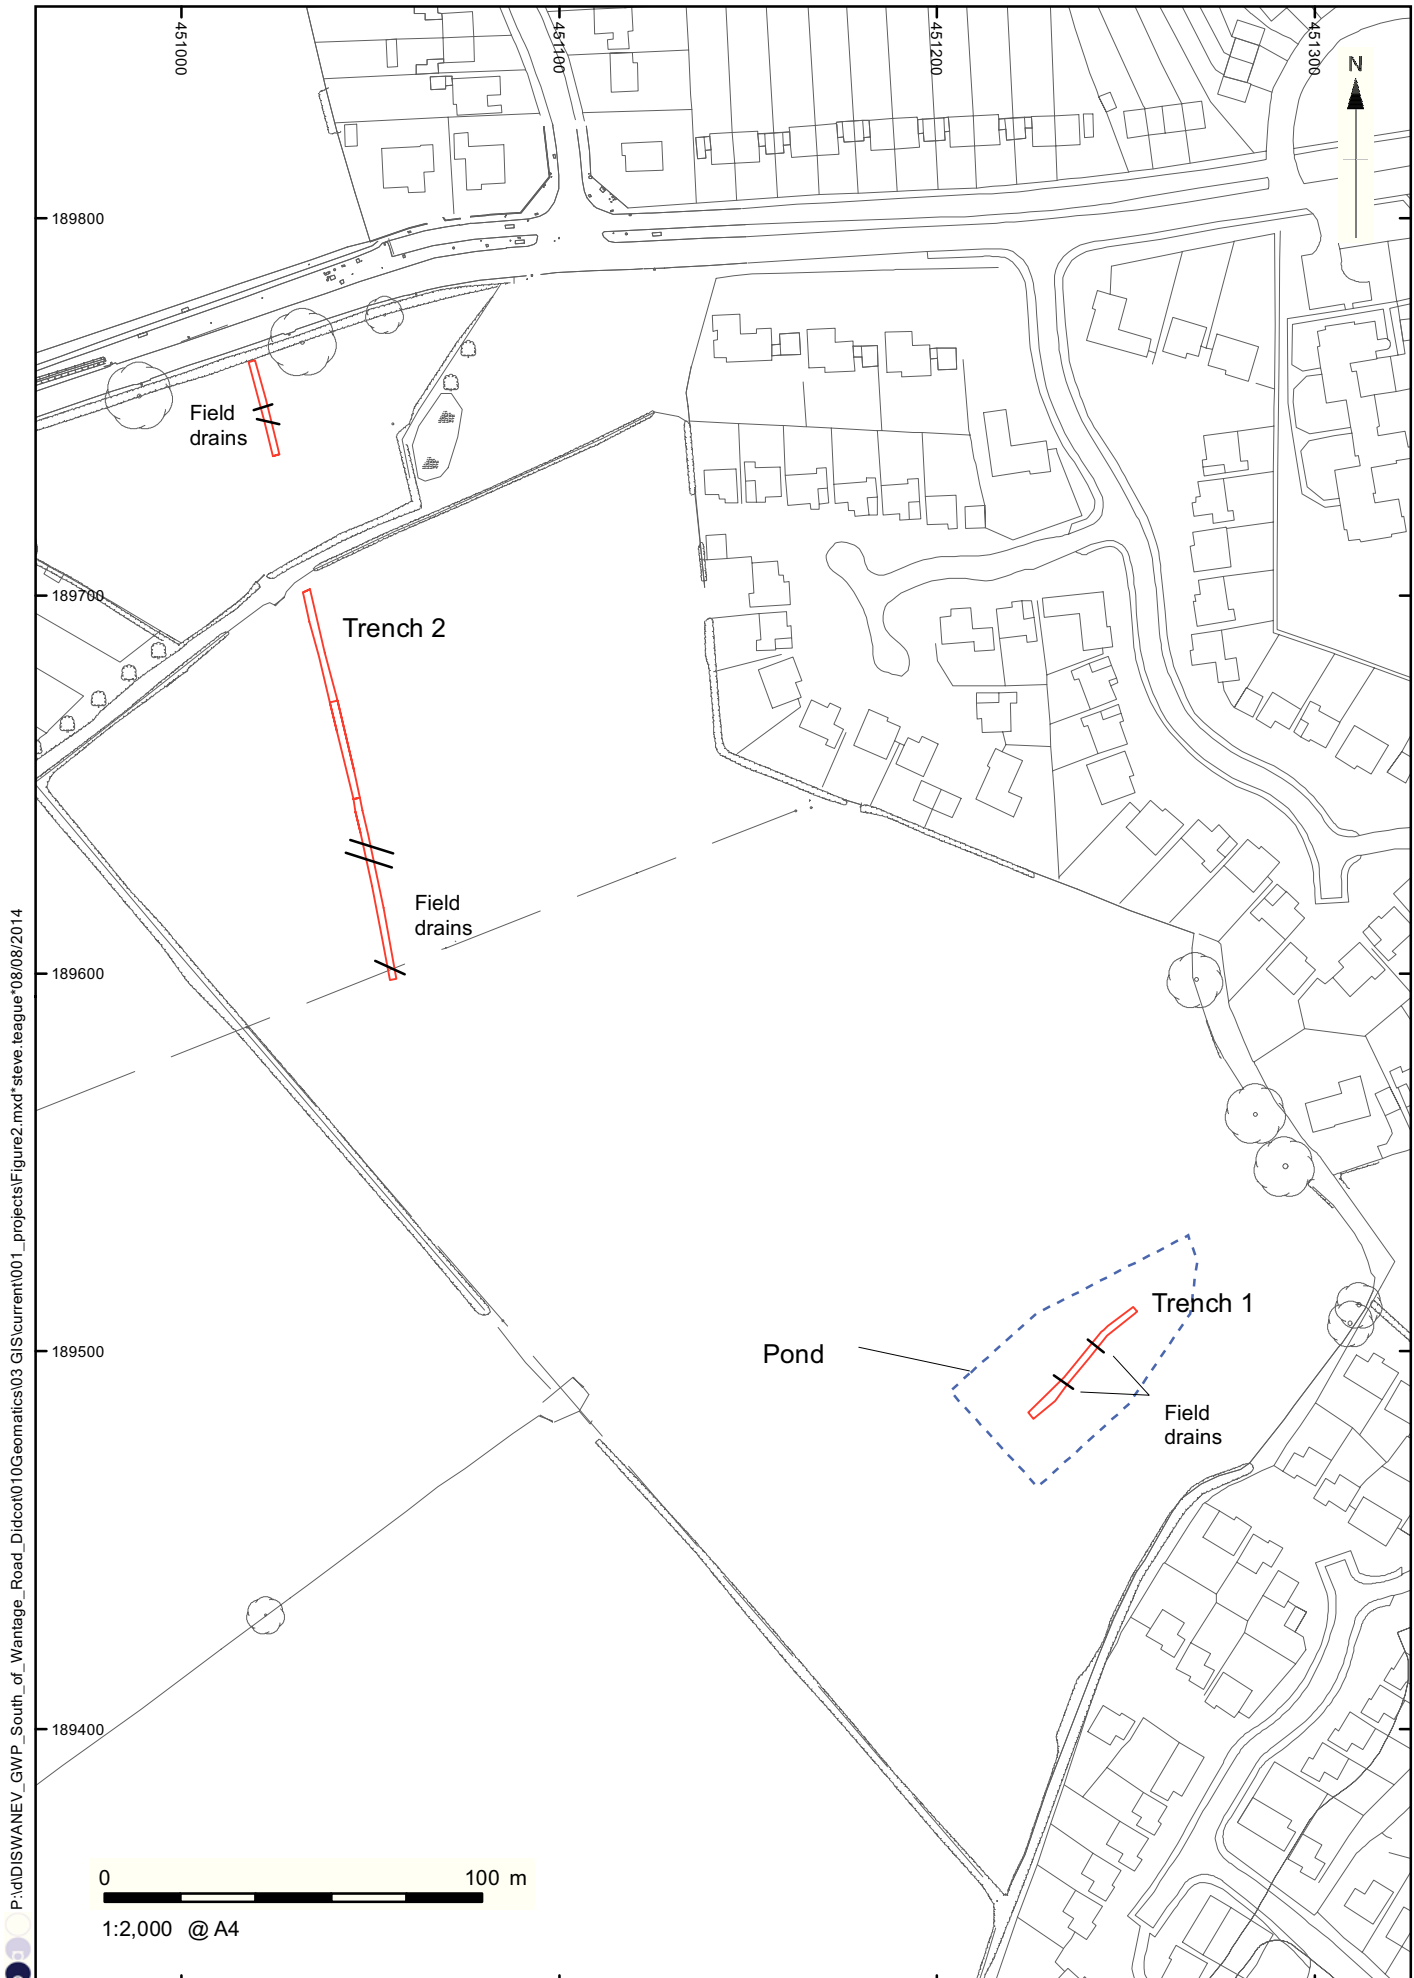 451000
451100
451200
451300
N
189800
Field
drains
189700
Trench 2
Field
drains
189600
Trench 1
189500
Pond
Field
drains
189400
0
100 m
1:2,000 @ A4
P:\d\DISWANEV_GWP_South_of_Wantage_Road_Didcot\010Geomatics\03 GIS\current\001_projects\Figure2.mxd*steve.teague*08/08/2014